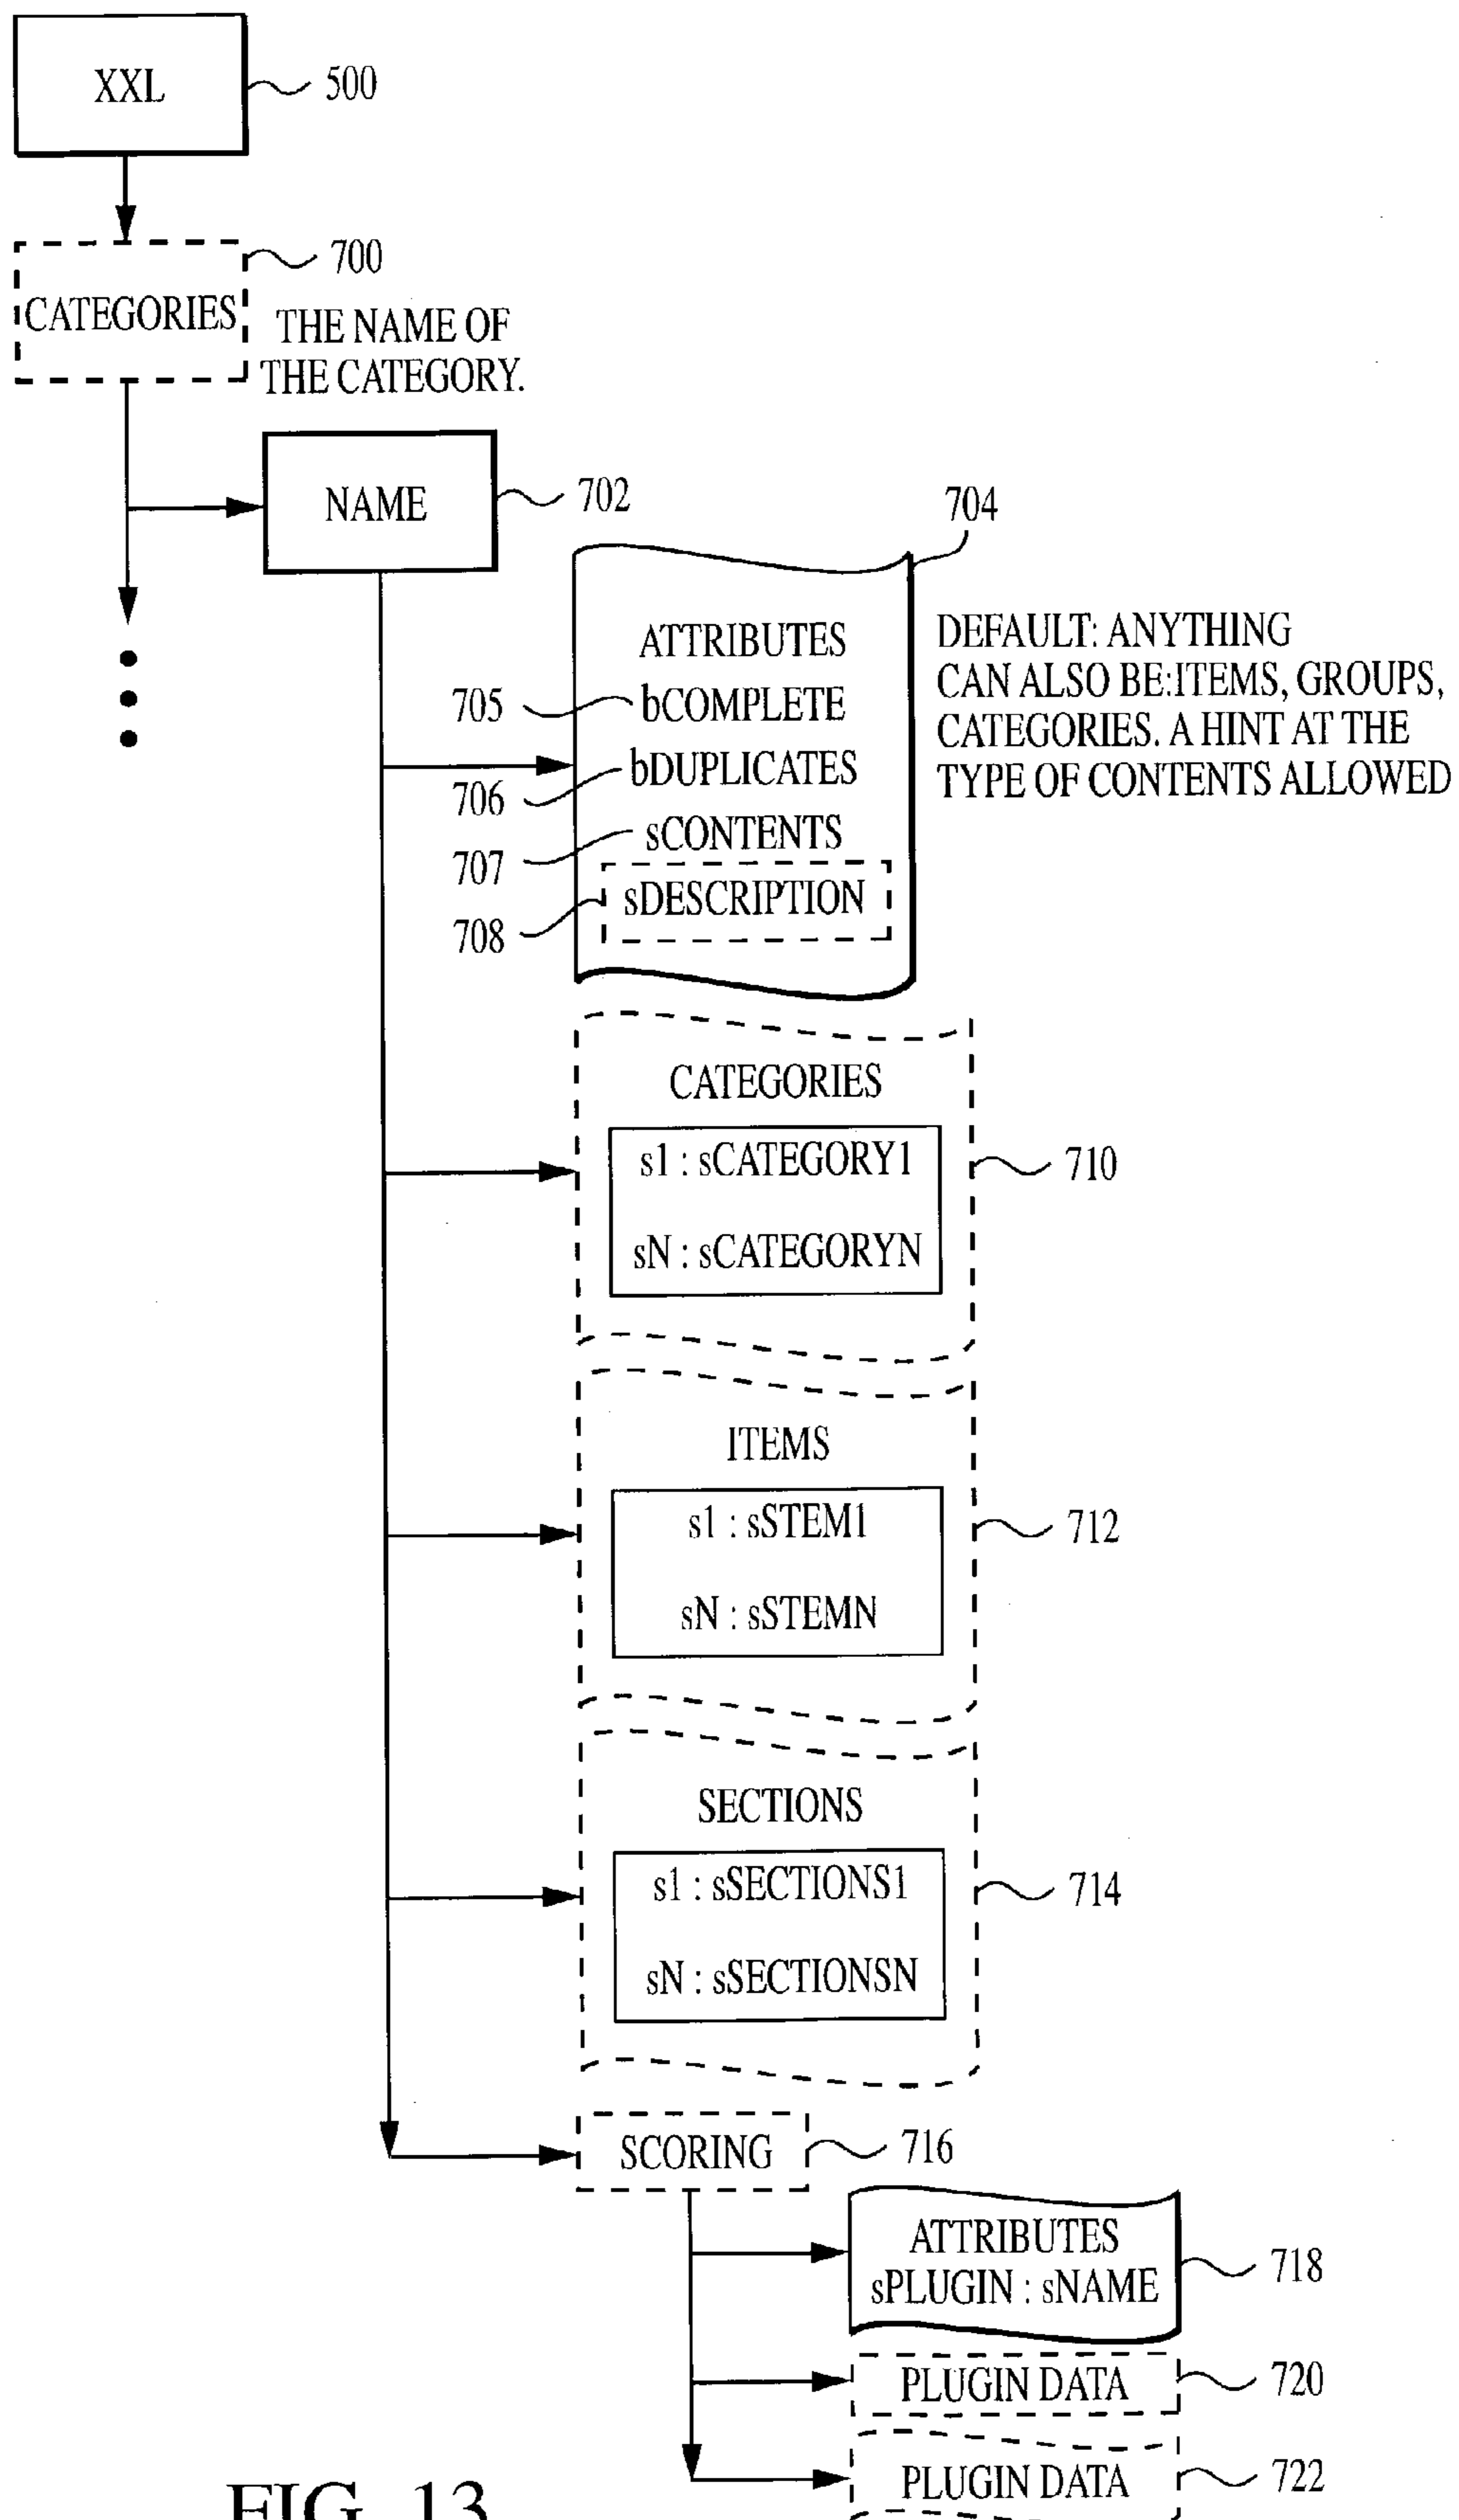 XXL
500
700
CATEGORIES
THE NAME OF
THE CATEGORY.
NAME
702
704
ATTRIBUTES
705
bCOMPLETE
706
bDUPLICATES
707
sCONTENTS
708
sDESCRIPTION
DEFAULT: ANYTHING
CAN ALSO BE:ITEMS, GROUPS,
CATEGORIES. A HINT AT THE
TYPE OF CONTENTS ALLOWED
CATEGORIES
s1 : sCATEGORY1
sN : sCATEGORYN
710
ITEMS
s1 : sSTEM1
sN : sSTEMN
712
SECTIONS
s1 : sSECTIONS1
sN : sSECTIONSN
714
SCORING
716
ATTRIBUTES
sPLUGIN : sNAME
718
PLUGIN DATA
720
PLUGIN DATA
722
FIG. 13